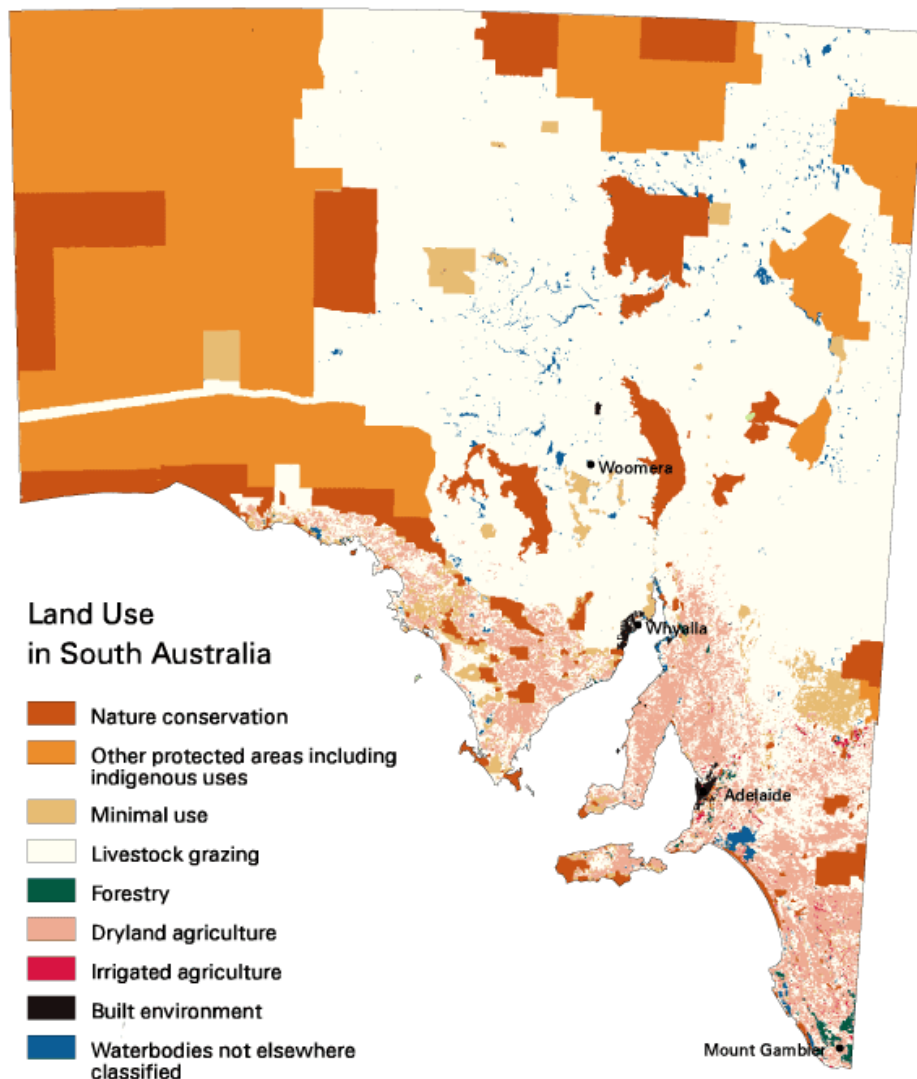 Woomera
Whyalla
Adelaide
Mount Gambier
Land Use
in South Australia
Nature conservation
Other protected areas including
indigenous uses
Minimal use
Livestock grazing
Forestry
Dryland agriculture
Irrigated agriculture
Built environment
Waterbodies not elsewhere
classified